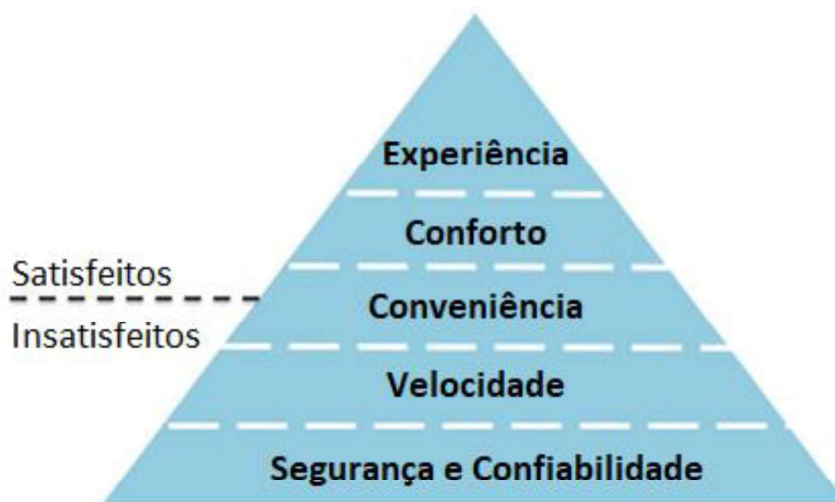 Experiência
Conforto
Satisfeitos
Conveniência
Insatisfeitos
Velocidade
Segurança e Confiabilidade